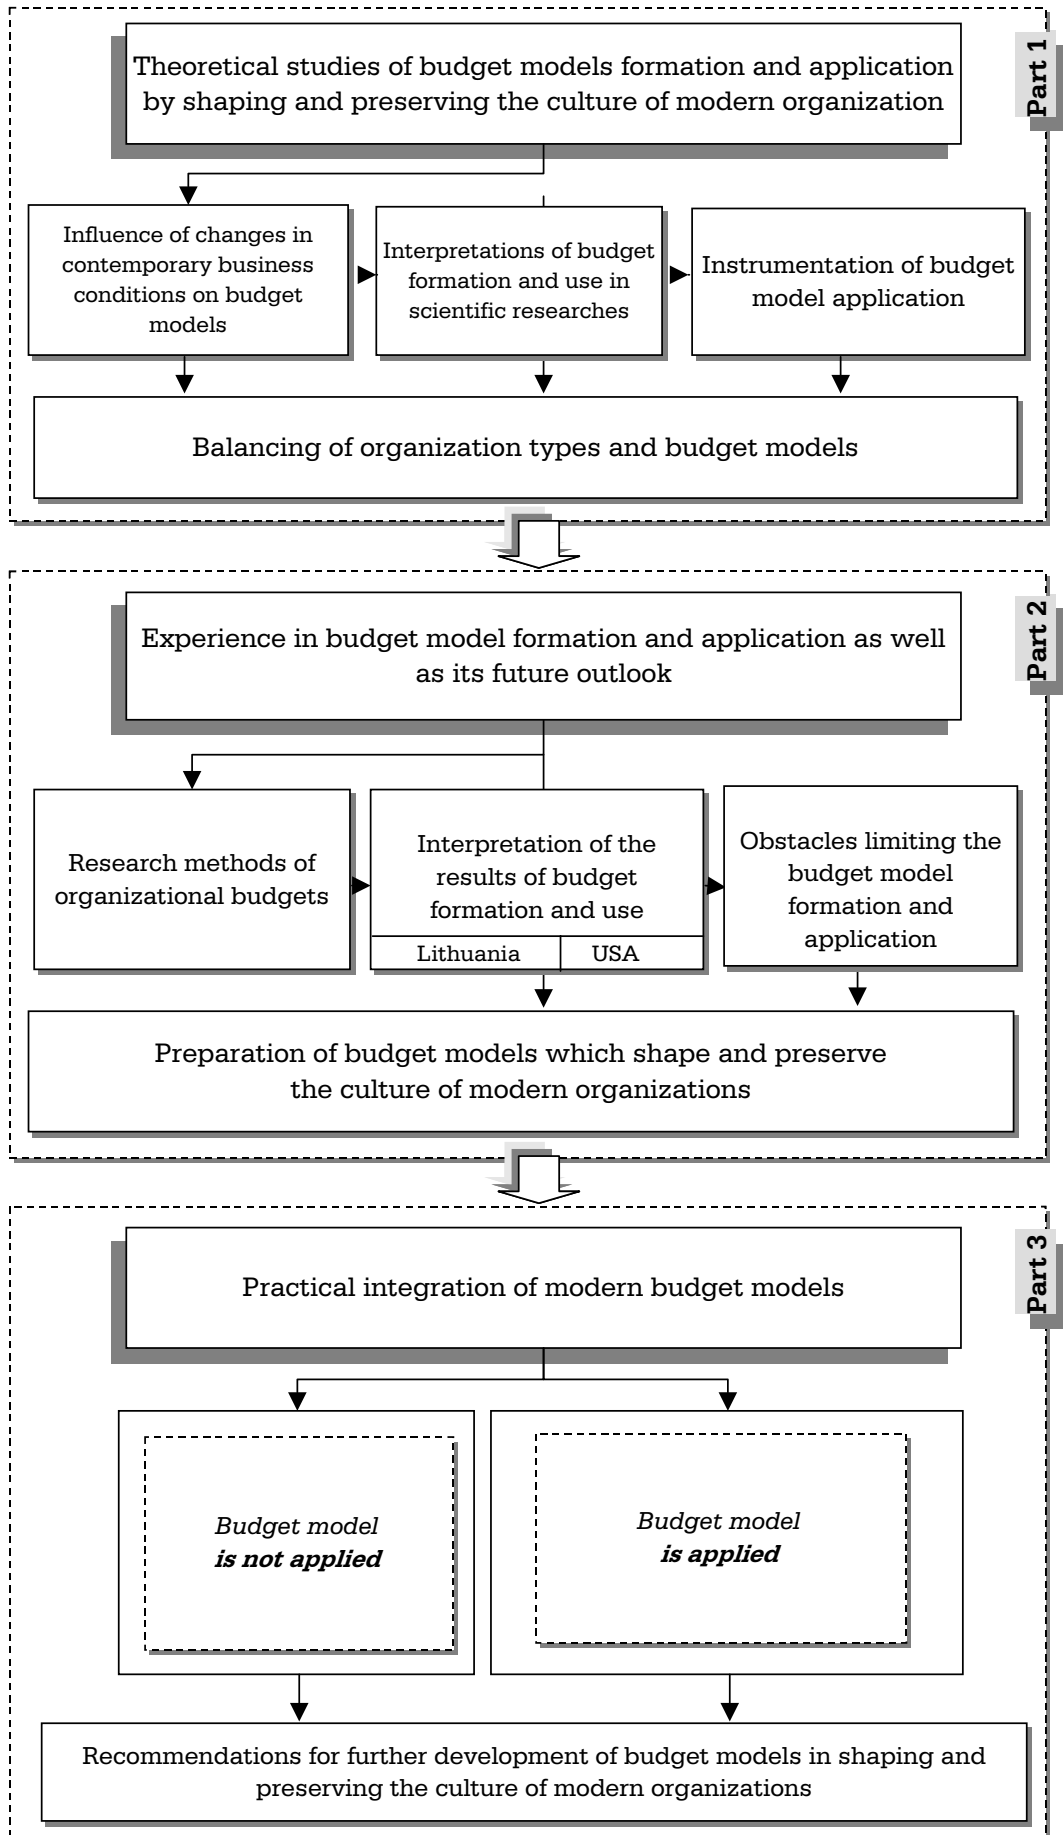 Part 1
Theoretical studies of budget models formation and application
by shaping and preserving the culture of modern organization
Influence of changes in
contemporary business
conditions on budget
models
Interpretations of budget
formation and use in
scientific researches
Instrumentation of budget
model application
Balancing of organization types and budget models
Part 2
Experience in budget model formation and application as well
as its future outlook
Research methods of
organizational budgets
Interpretation of the
results of budget
formation and use
Lithuania
USA
Obstacles limiting the
budget model
formation and
application
Preparation of budget models which shape and preserve
the culture of modern organizations
Part 3
Practical integration of modern budget models
Budget model
is not applied
Budget model
is applied
Recommendations for further development of budget models in shaping and
preserving the culture of modern organizations